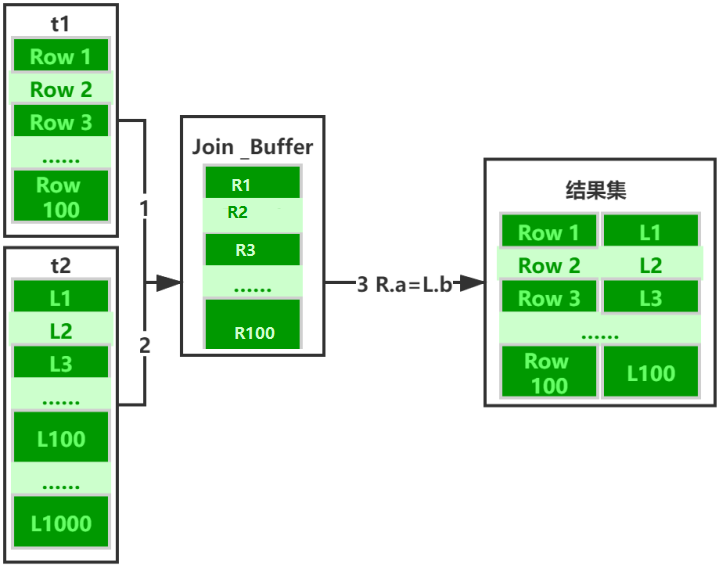 t1
Row 1
Row 2
Row 3
......
Row
100
t2
L1
L2
L3
......
L100
......
L1000
1
2
Join _Buffer
R1
R2
R3
......
R100
3 R.a=L.b
结果集
Row 1 L1
Row 2 L2
Row 3 L3
......
Row
100 L100